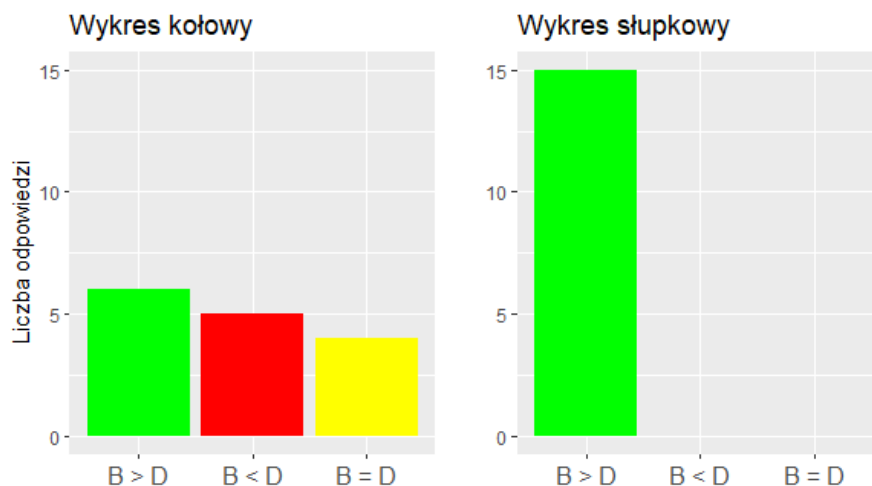 Wykres kołowy
Liczba odpowiedzi
15
10
5
0
B > D
B < D
B = D
Wykres słupkowy
15
10
5
0
B > D
B < D
B = D